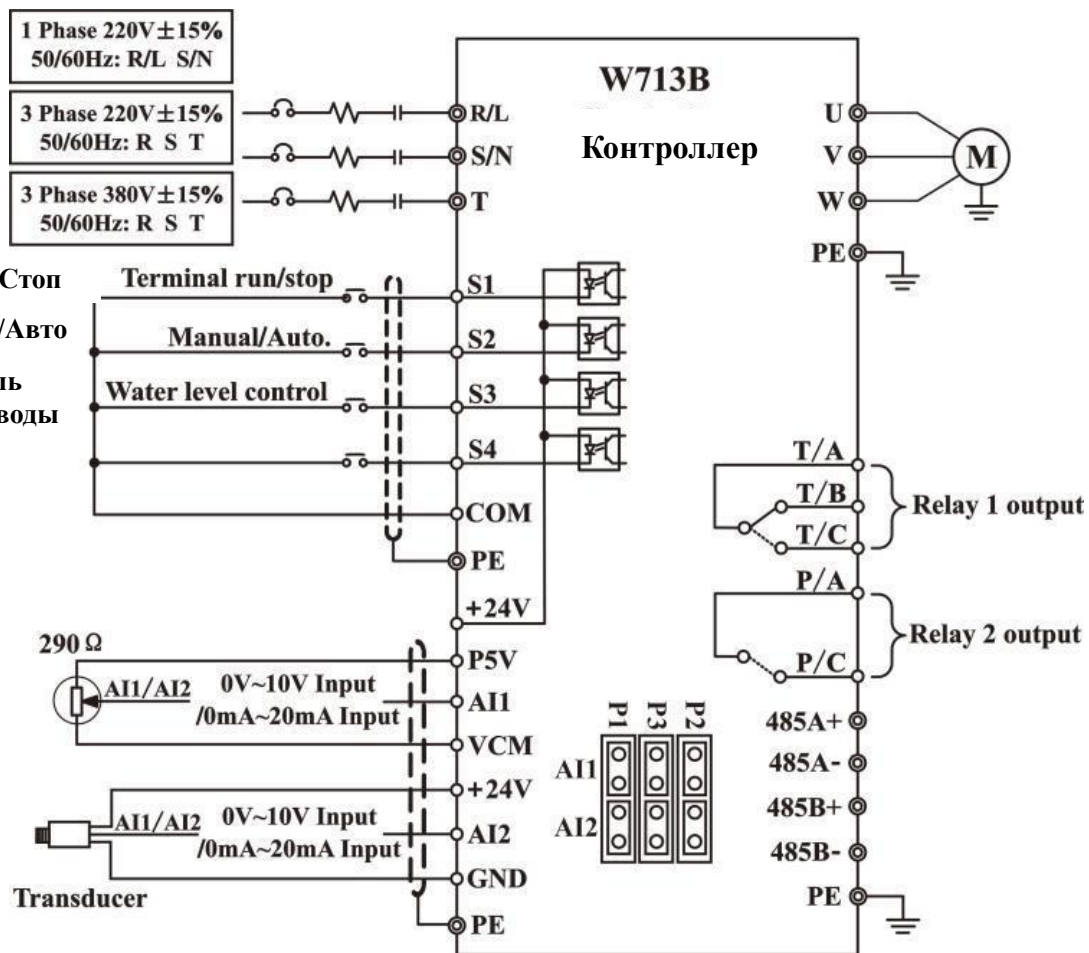 1 Phase 220V±15%
50/60Hz: R/L S/N
3 Phase 220V±15%
50/60Hz: R S T
3 Phase 380V±15%
50/60Hz: R S T
W713B
Контроллер
R/L
S/N
T
U
V
W
M
PE
Стоп
/Авто
воды
Terminal run/stop
Manual/Auto.
Water level control
S1
S2
S3
S4
COM
PE
+24V
290 Ω
P5V
AI1/AI2
0V~10V Input
/0mA~20mA Input
AI1
VCM
+24V
AI1/AI2
0V~10V Input
/0mA~20mA Input
AI2
GND
Transducer
PE
P1
P3
P2
AI1
AI2
T/A
T/B
T/C
Relay 1 output
P/A
P/C
Relay 2 output
485A+
485A-
485B+
485B-
PE